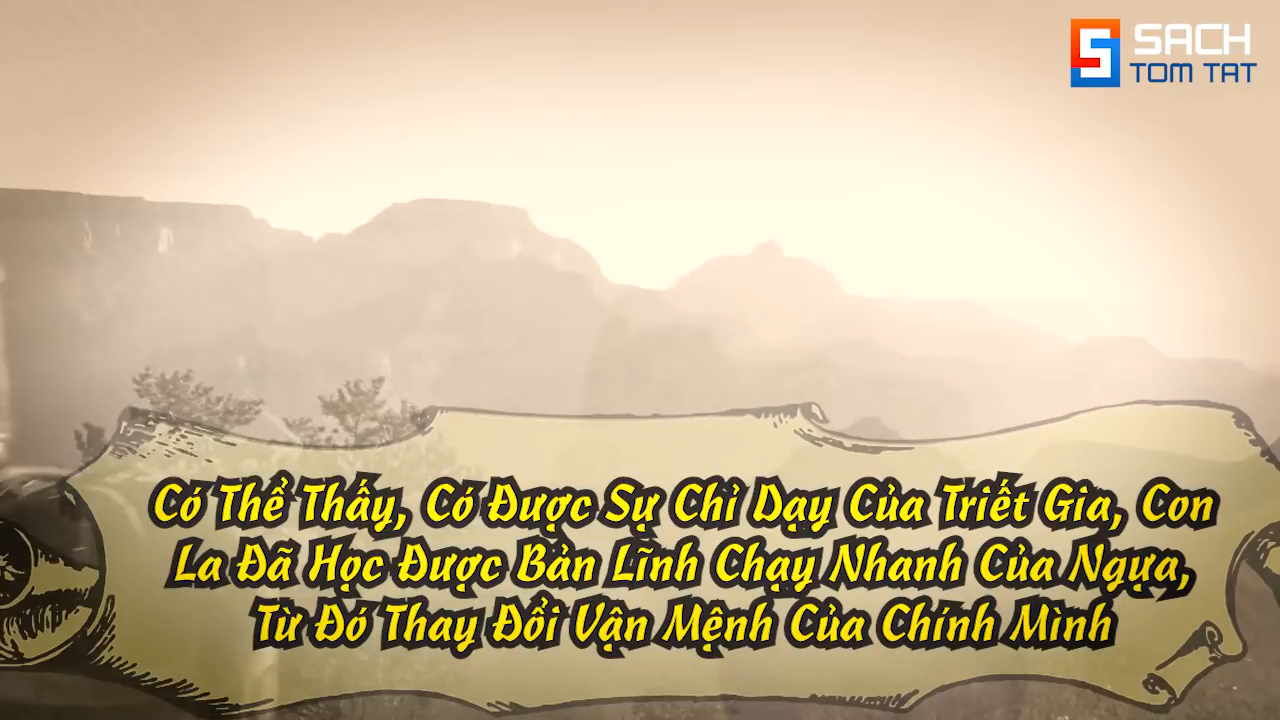 SACH
TOM TAT
Có Thể Thấy, Có Được Sự Chỉ Dạy Của Triết Gia, Con
La Đã Học Được Bản Lĩnh Chạy Nhanh Của Ngựa,
Từ Đó Thay Đổi Vận Mệnh Của Chính Mình